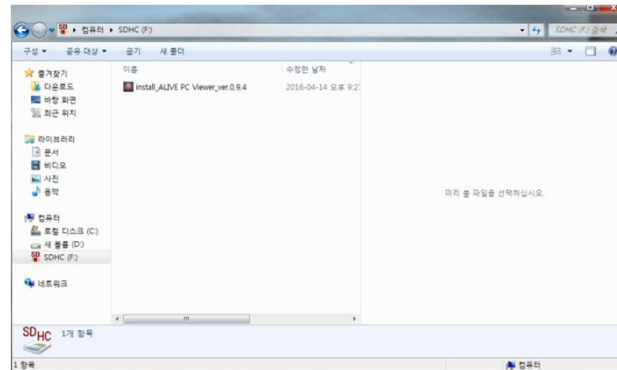 컴퓨터 ▸ SDHC (F:)
SDHC (F:) 검색
구성 공유 대상 굽기 새 폴더
이름 수정한 날짜
install_ALIVE PC Viewer_ver.0.9.4 2016-04-14 오후 9:2
즐겨찾기
다운로드
바탕 화면
최근 위치
라이브러리
문서
비디오
사진
음악
미리 볼 파일을 선택하십시오.
컴퓨터
로컬 디스크 (C:)
새 볼륨 (D:)
SDHC (F:)
네트워크
SDHC 1개 항목
1 항목 컴퓨터